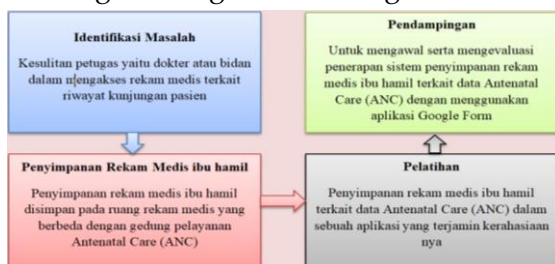 Identifikasi Masalah
Kesulitan petugas yaitu dokter atau bidan
dalam mengakses rekam medis terkait
riwayat kunjungan pasien
Penyimpanan Rekam Medis ibu hamil
Penyimpanan rekam medis ibu hamil
disimpan pada ruang rekam medis yang
berbeda dengan gedung pelayanan
Antenatal Care (ANC)
Pelatihan
Penyimpanan rekam medis ibu hamil
terkait data Antenatal Care (ANC) dalam
sebuah aplikasi yang terjamin kerahasiaan
nya
Pendampingan
Untuk mengawal serta mengevaluasi
penerapan sistem penyimpanan rekam
medis ibu hamil terkait data Antenatal
Care (ANC) dengan menggunakan
aplikasi Google Form